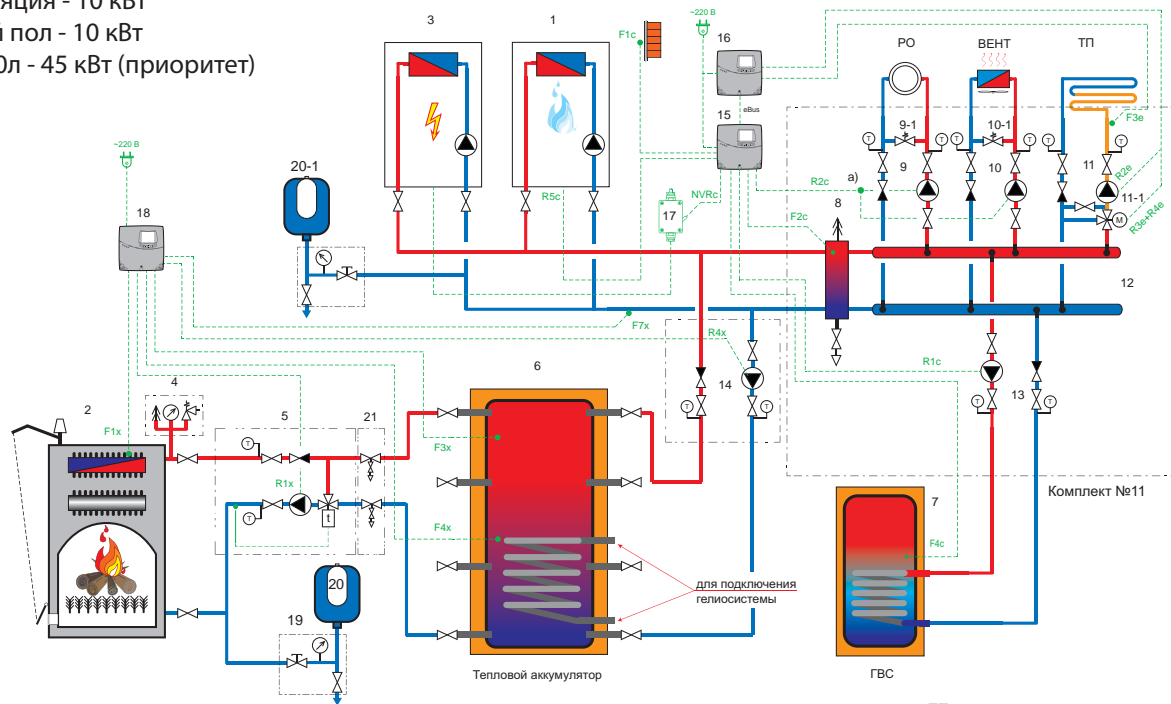 яция - 10 кВт
й пол - 10 кВт
0л - 45 кВт (приоритет)
3
1
F1c
~220 В
16
eBus
15
РО
ВЕНТ
ТП
F3e
9-1
10-1
T
T
T
T
T
9
10
11
R2e
11-1
M
R3e+R4e
a)
R2c
~220 В
18
20-1
R5c
NVRc
17
F2c
8
12
F7x
R4x
R1c
2
4
F1x
5
21
6
14
T
T
T
T
13
F3x
T
R1x
T
t
F4x
Комплект №11
7
F4c
для подключения
гелиосистемы
20
19
Тепловой аккумулятор
ГВС